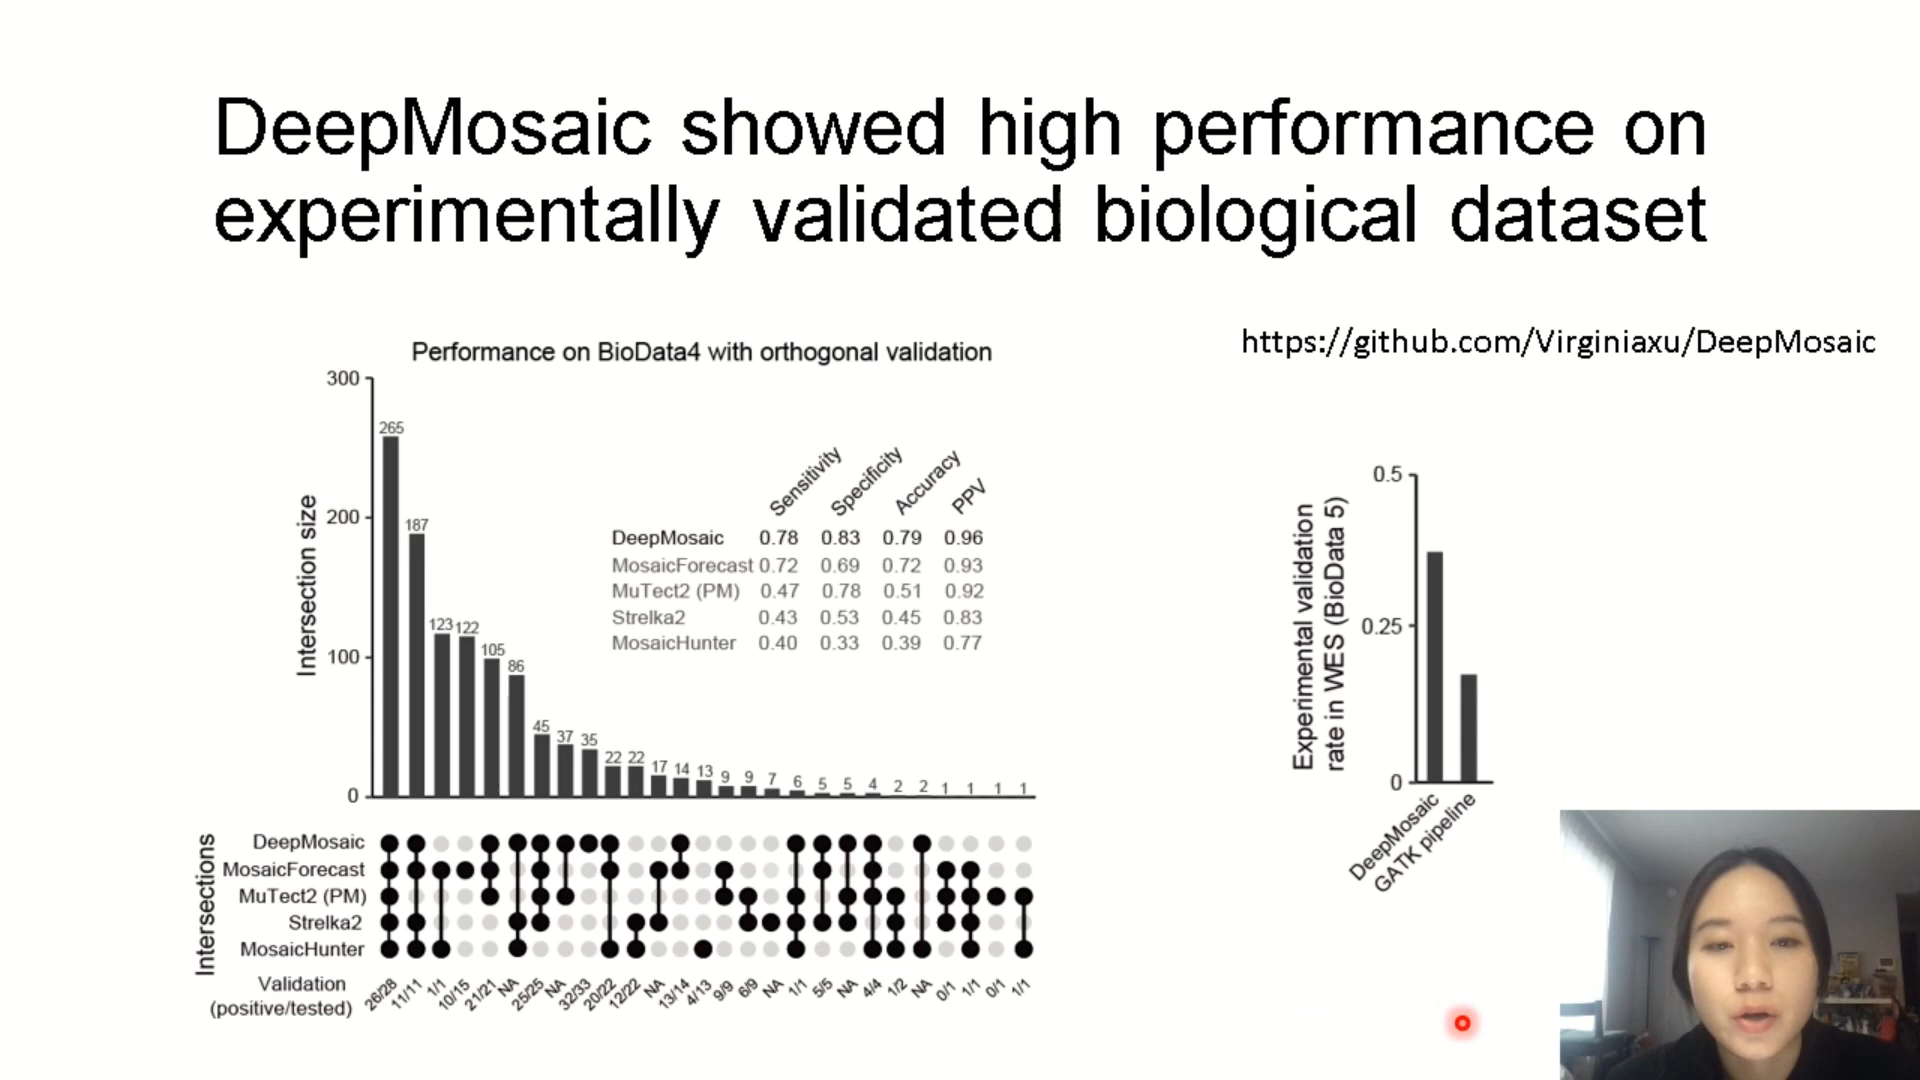 DeepMosaic showed high performance on
experimentally validated biological dataset
https://github.com/Virginiaxu/DeepMosaic
Performance on BioData4 with orthogonal validation
Intersection size
300
200
100
0
265
187
123
122
105
86
45
37
35
22
22
17
14
13
9
9
7
6
5
5
4
2
2
1
1
1
1
Sensitivity Specificity Accuracy PPV
DeepMosaic 0.78 0.83 0.79 0.96
MosaicForecast 0.72 0.69 0.72 0.93
MuTect2 (PM) 0.47 0.78 0.51 0.92
Strelka2 0.43 0.53 0.45 0.83
MosaicHunter 0.40 0.33 0.39 0.77
Intersections
DeepMosaic
MosaicForecast
MuTect2 (PM)
Strelka2
MosaicHunter
Validation
(positive/tested)
26/28
11/11
1/1
10/15
21/21
NA
25/25
NA
32/33
20/22
12/22
NA
13/14
4/13
9/9
6/9
NA
1/1
5/5
NA
4/4
1/2
NA
0/1
1/1
0/1
1/1
Experimental validation
rate in WES (BioData 5)
0.5
0.25
0
DeepMosaic
GATK pipeline